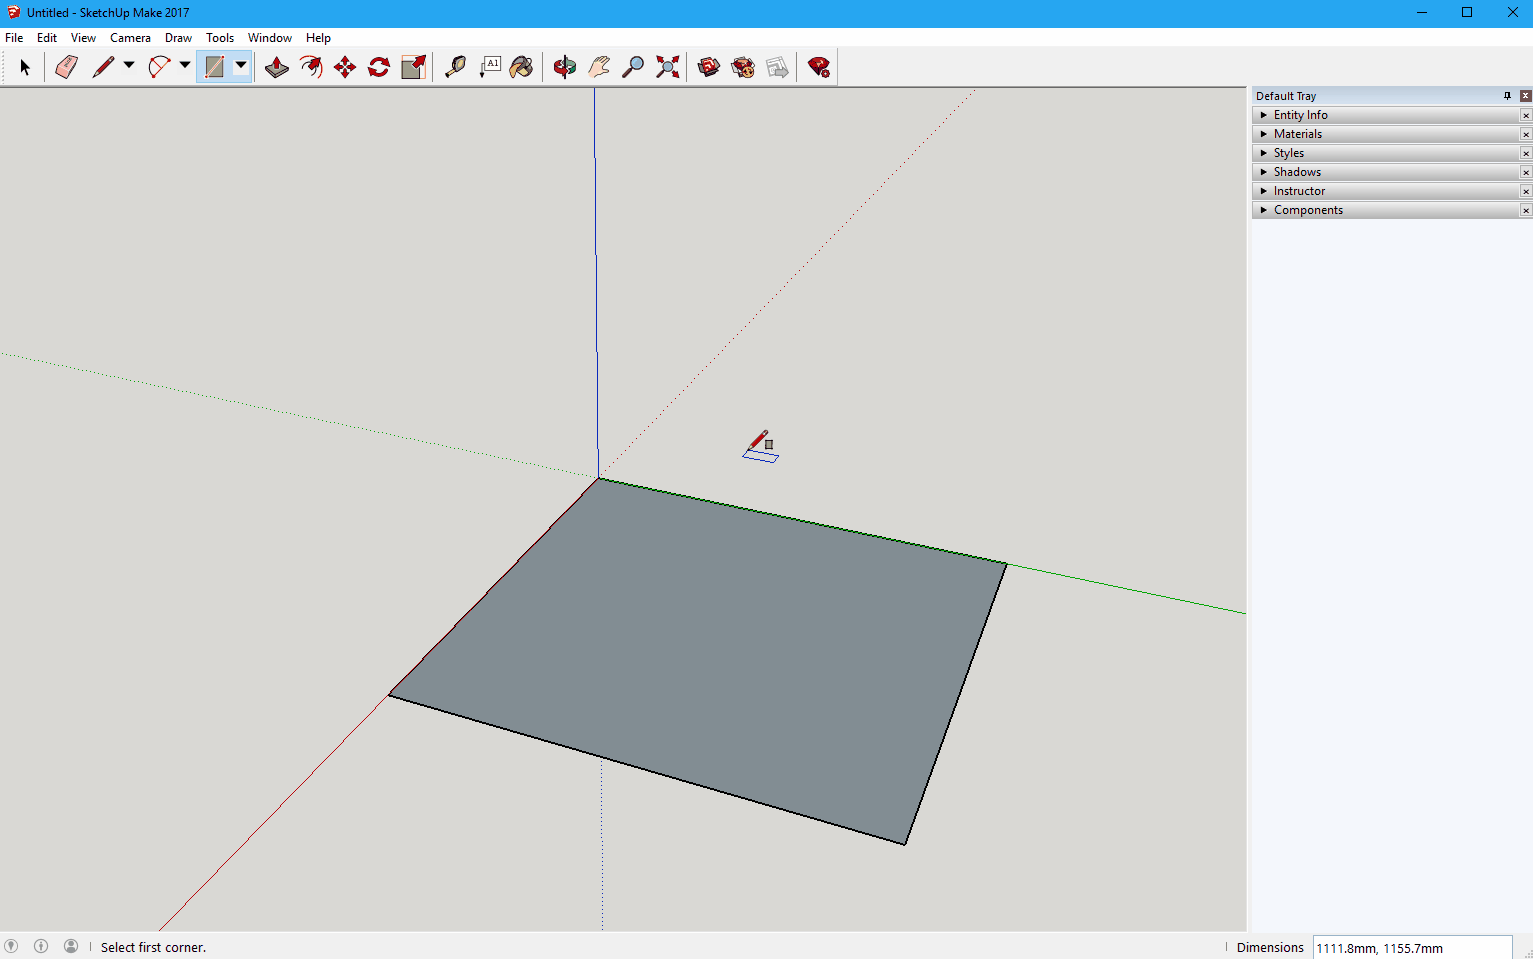 Untitled - SketchUp Make 2017
File Edit View Camera Draw Tools Window Help
A1
Default Tray
Entity Info
Materials
Styles
Shadows
Instructor
Components
Select first corner.
Dimensions 1111.8mm, 1155.7mm